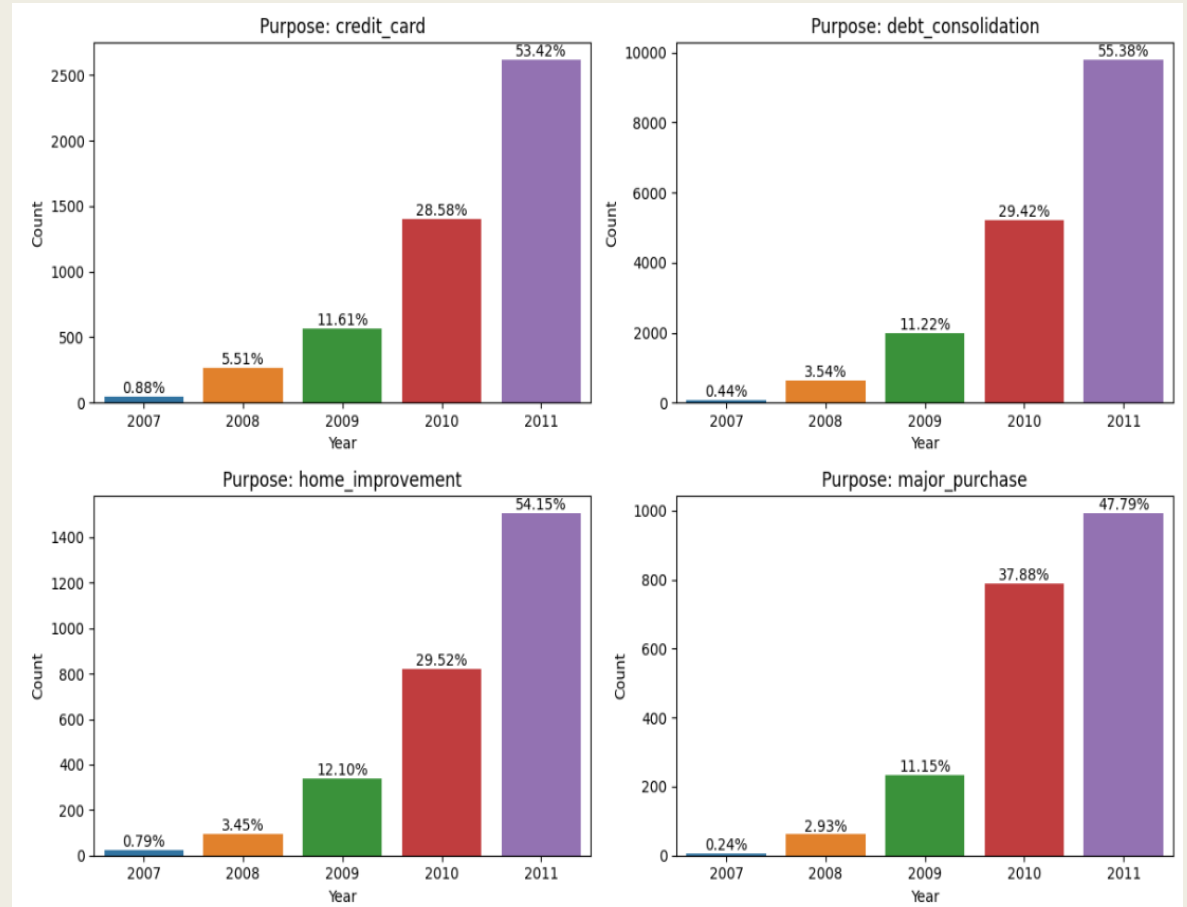 Purpose: credit_card
53.42%
2500
2000
1500
28.58%
Count
1000
11.61%
500
5.51%
0.88%
0
2007 2008 2009 2010 2011
Year
Purpose: debt_consolidation
55.38%
10000
8000
6000
29.42%
Count
4000
11.22%
2000
3.54%
0.44%
0
2007 2008 2009 2010 2011
Year
Purpose: home_improvement
54.15%
1400
1200
1000
29.52%
800
Count
600
12.10%
400
200
3.45%
0.79%
0
2007 2008 2009 2010 2011
Year
Purpose: major_purchase
47.79%
1000
37.88%
800
600
Count
400
11.15%
200
2.93%
0.24%
0
2007 2008 2009 2010 2011
Year